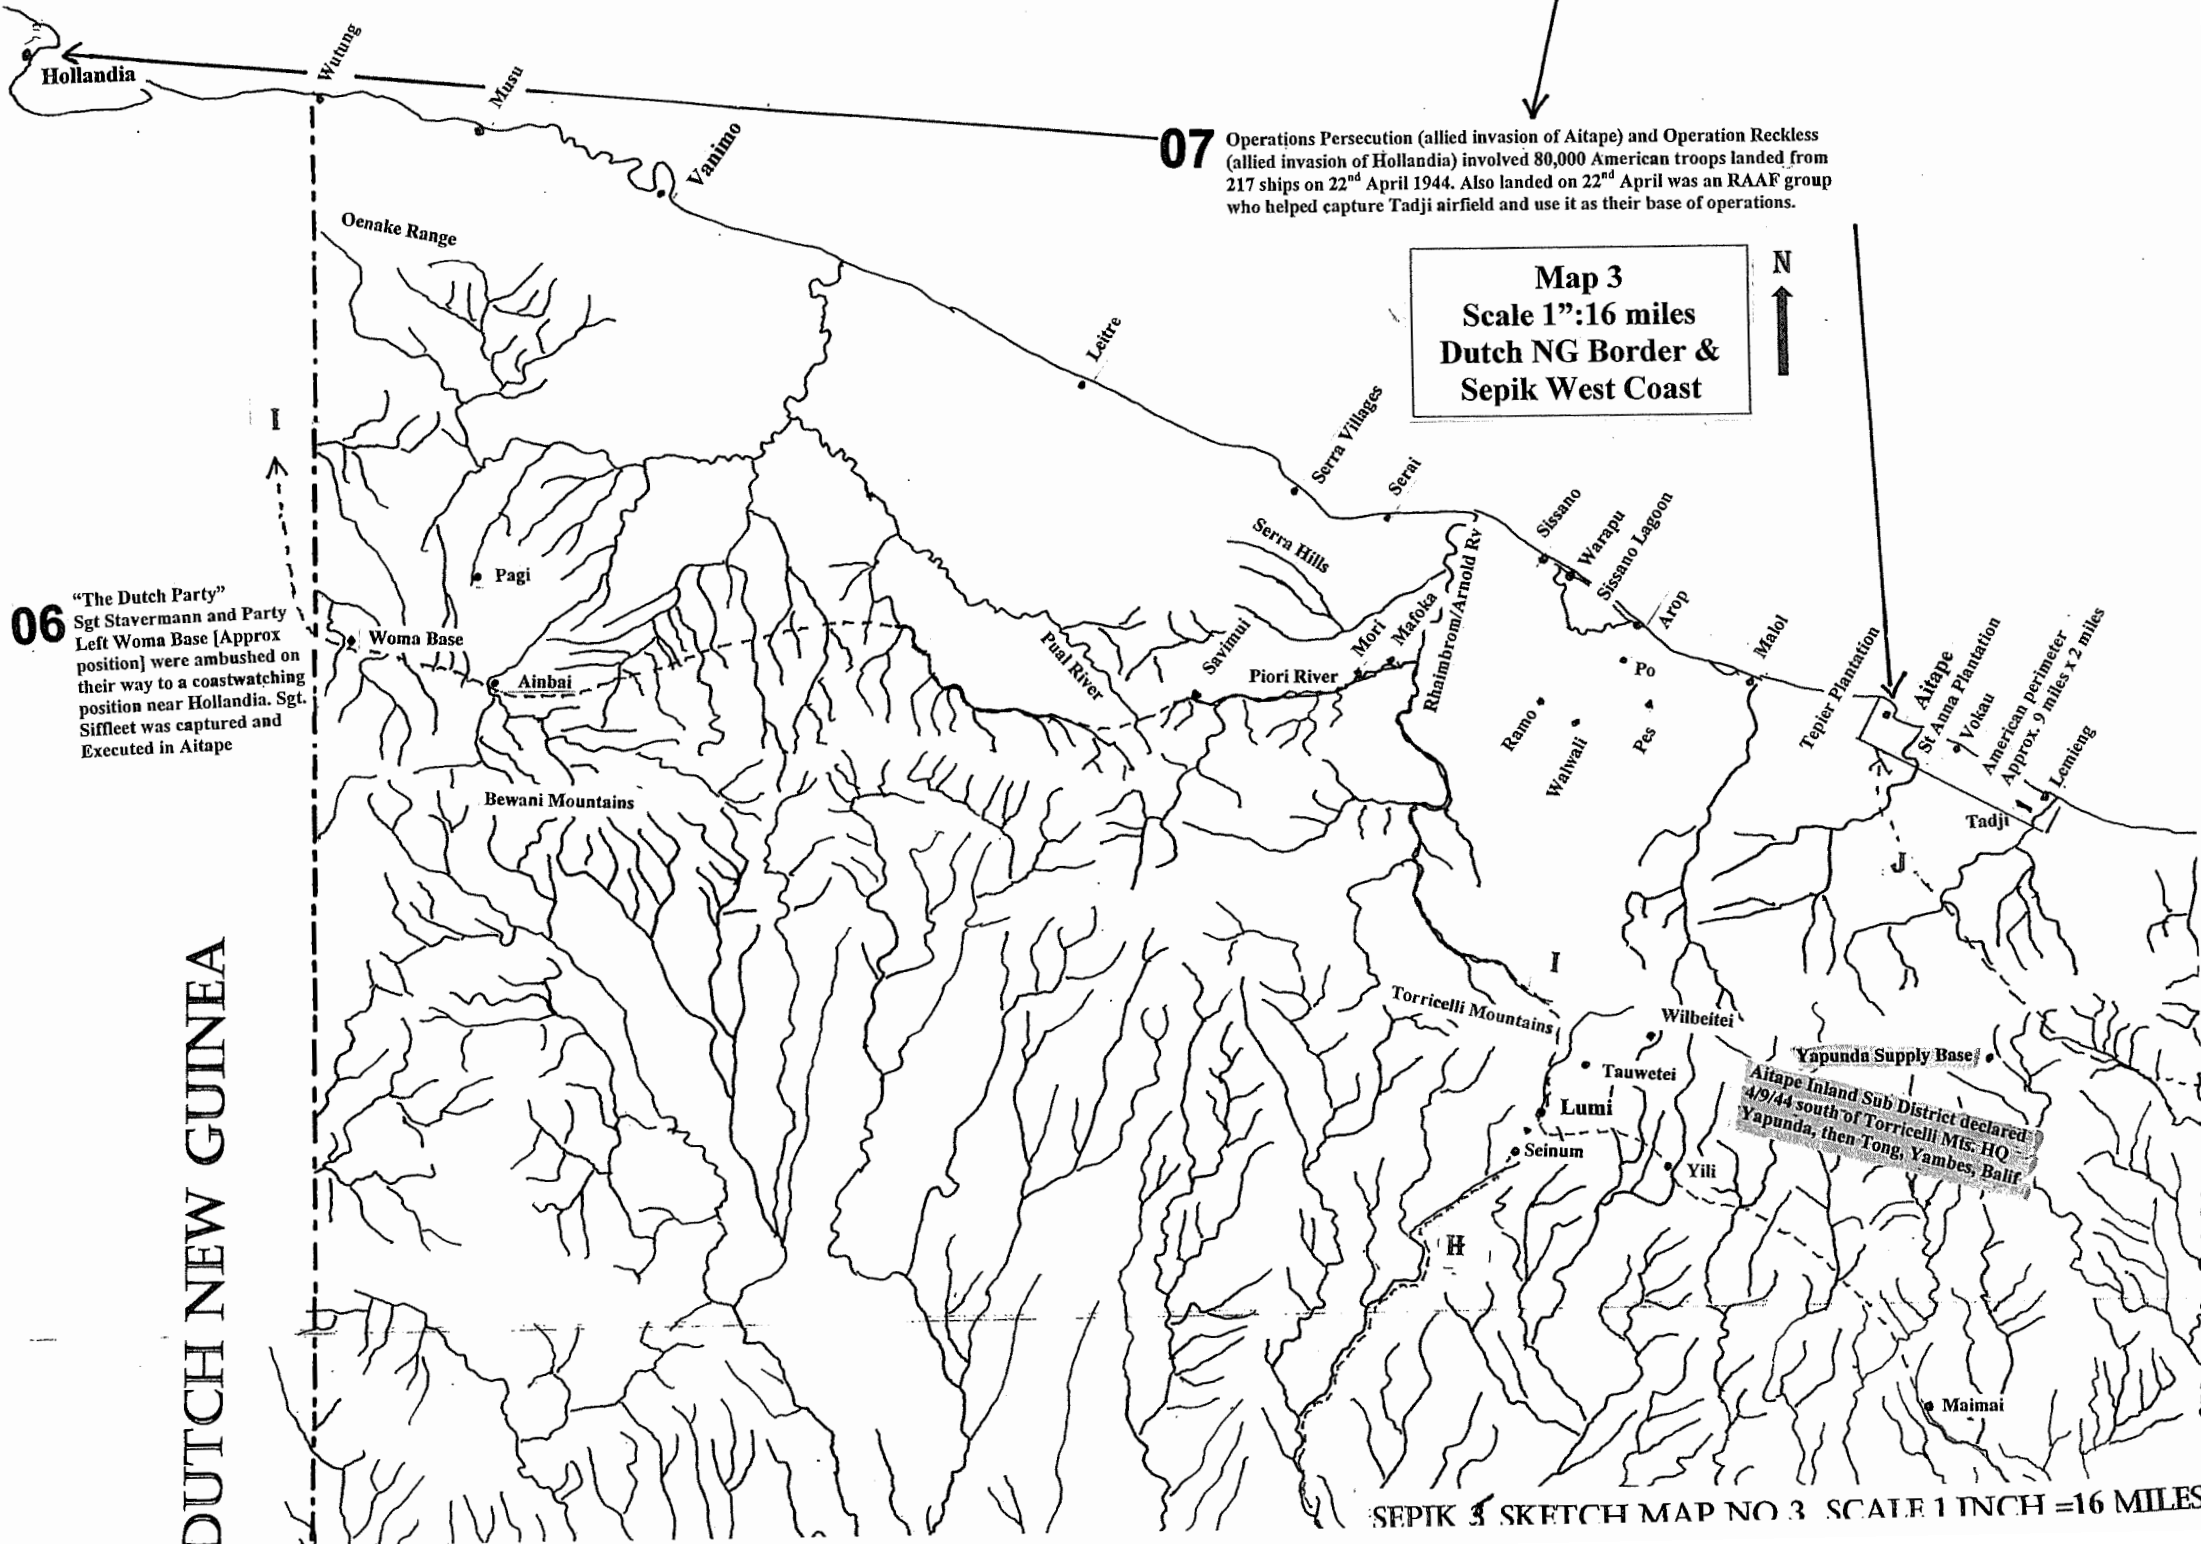 Hollandia
Wutung
Musu
Vanimo
07 Operations Persecution (allied invasion of Aitape) and Operation Reckless
(allied invasion of Hollandia) involved 80,000 American troops landed from
217 ships on 22nd April 1944. Also landed on 22nd April was an RAAF group
who helped capture Tadji airfield and use it as their base of operations.
Map 3
Scale 1”:16 miles
Dutch NG Border &
Sepik West Coast
N
Oenake Range
Leitre
Serra Villages
Serai
Sissano
Warapu
Sissano Lagoon
Arop
Malol
Tepier Plantation
Aitape
St Anna Plantation
Vokau
American perimeter
Approx. 9 miles x 2 miles
Lemieng
Tadji
I
Serra Hills
Pagi
06 “The Dutch Party”
Sgt Stavermann and Party
Left Woma Base [Approx
position] were ambushed on
their way to a coastwatching
position near Hollandia. Sgt.
Siffleet was captured and
Executed in Aitape
Woma Base
Ainbai
Pual River
Savimui
Piori River
Mori
Mafoka
Rhaimbrom/Arnold Rv
Po
Ramo
Walwali
Pes
Bewani Mountains
J
I
Torricelli Mountains
Wilbeitei
Tauwetei
Lumi
Seinum
Yili
Yapunda Supply Base
Aitape Inland Sub District declared
4/9/44 south of Torricelli Mts. HQ -
Yapunda, then Tong, Yambes, Balif
H
Maimai
DUTCH NEW GUINEA
SEPIK 3 SKETCH MAP NO 3 SCALE 1 INCH =16 MILES